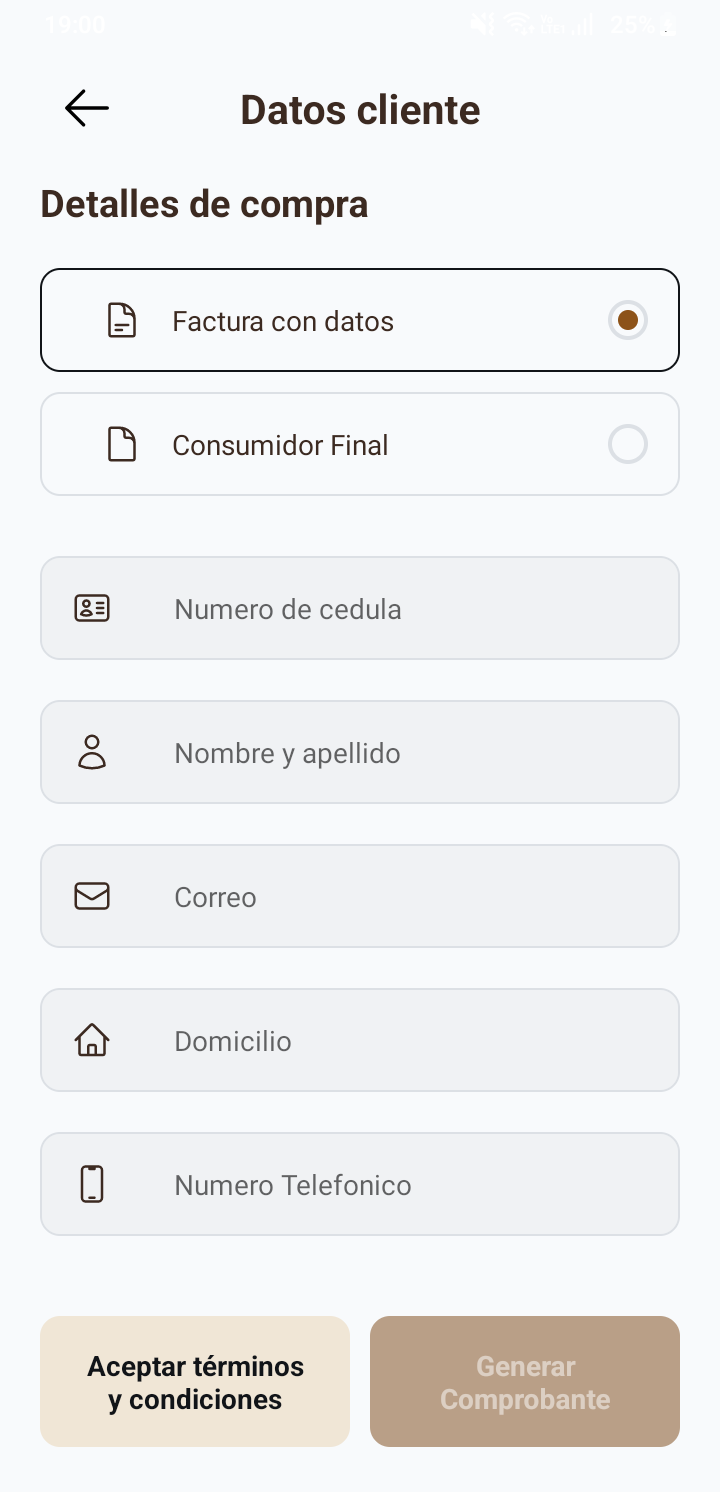 19:00 25%
Datos cliente
Detalles de compra
Factura con datos
Consumidor Final
Numero de cedula
Nombre y apellido
Correo
Domicilio
Numero Telefonico
Aceptar términos
y condiciones
Generar
Comprobante